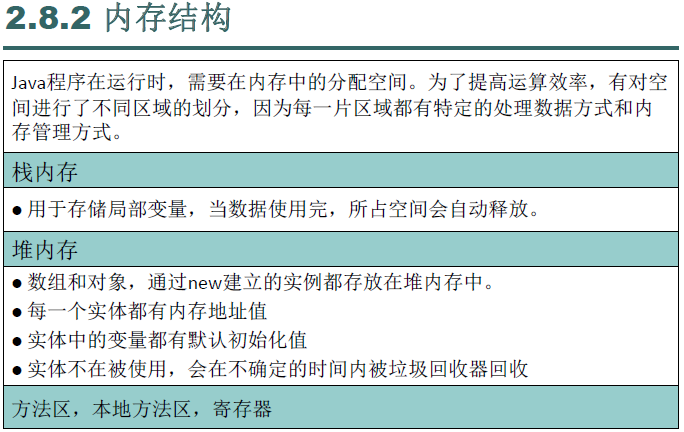 2.8.2 内存结构
Java程序在运行时，需要在内存中的分配空间。为了提高运算效率，有对空
间进行了不同区域的划分，因为每一片区域都有特定的处理数据方式和内
存管理方式。
栈内存
● 用于存储局部变量，当数据使用完，所占空间会自动释放。
堆内存
● 数组和对象，通过new建立的实例都存放在堆内存中。
● 每一个实体都有内存地址值
● 实体中的变量都有默认初始化值
● 实体不在被使用，会在不确定的时间内被垃圾回收器回收
方法区，本地方法区，寄存器